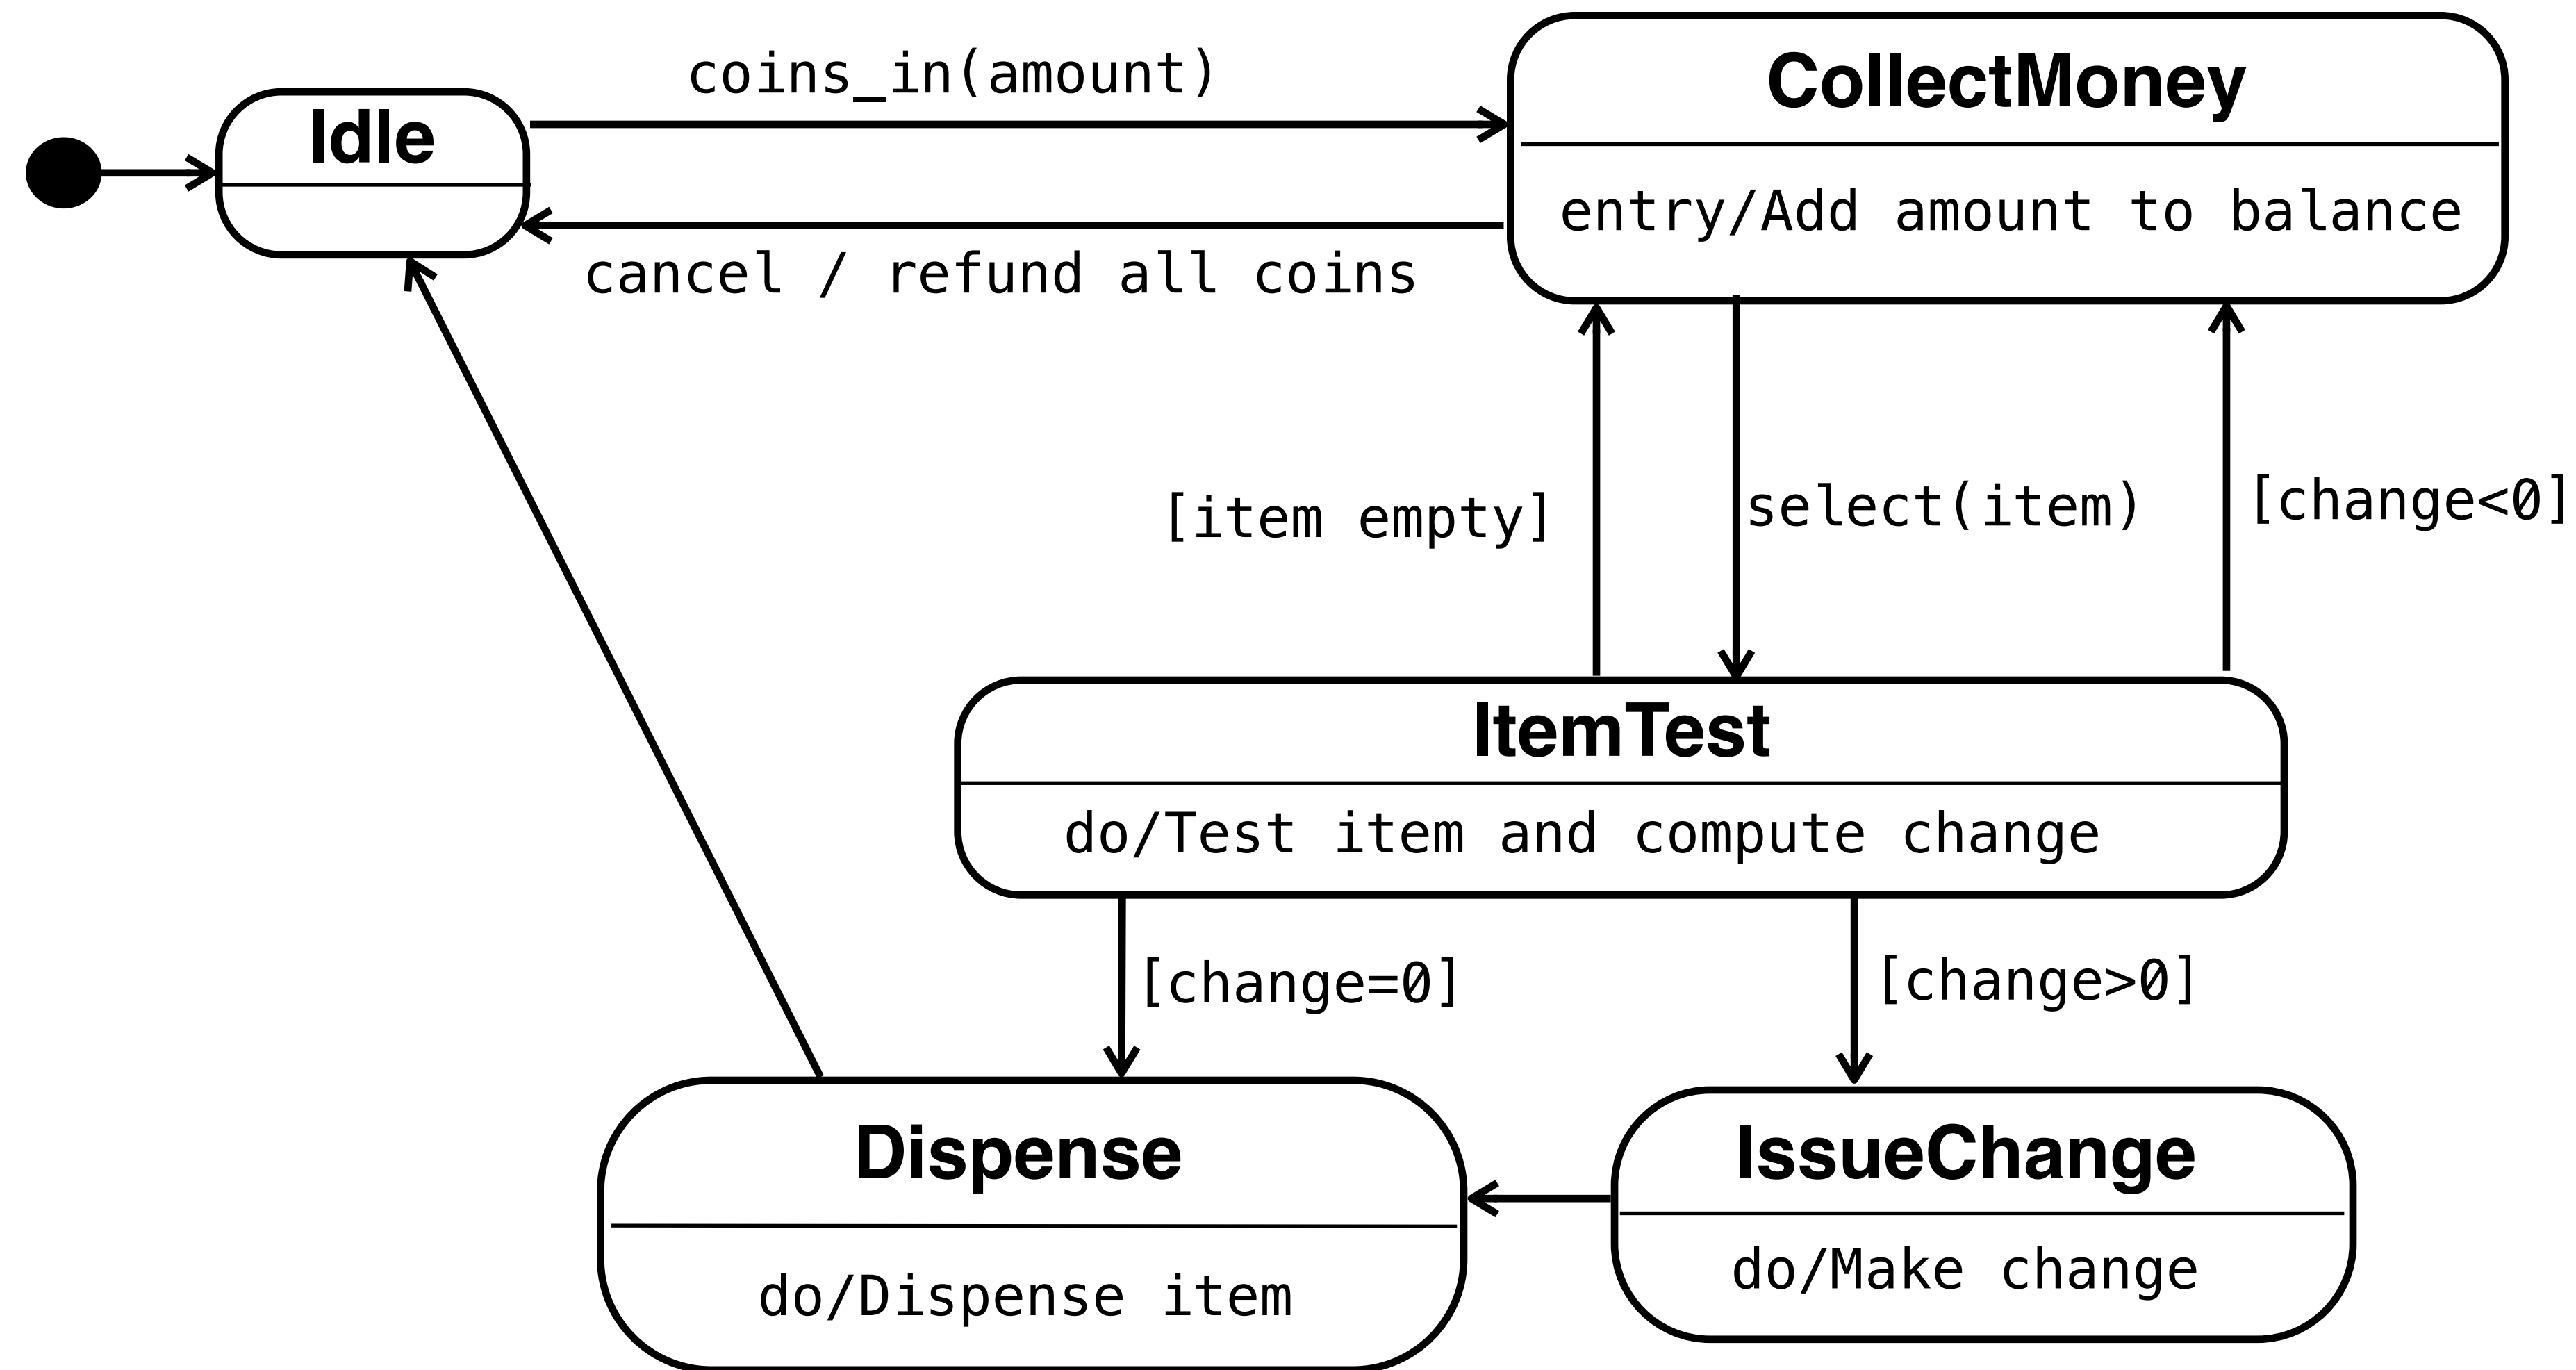 coins_in(amount)
CollectMoney
Idle
entry/Add amount to balance
cancel / refund all coins
[item empty]
select(item)
[change<0]
ItemTest
do/Test item and compute change
[change=0]
[change>0]
Dispense
IssueChange
do/Dispense item
do/Make change